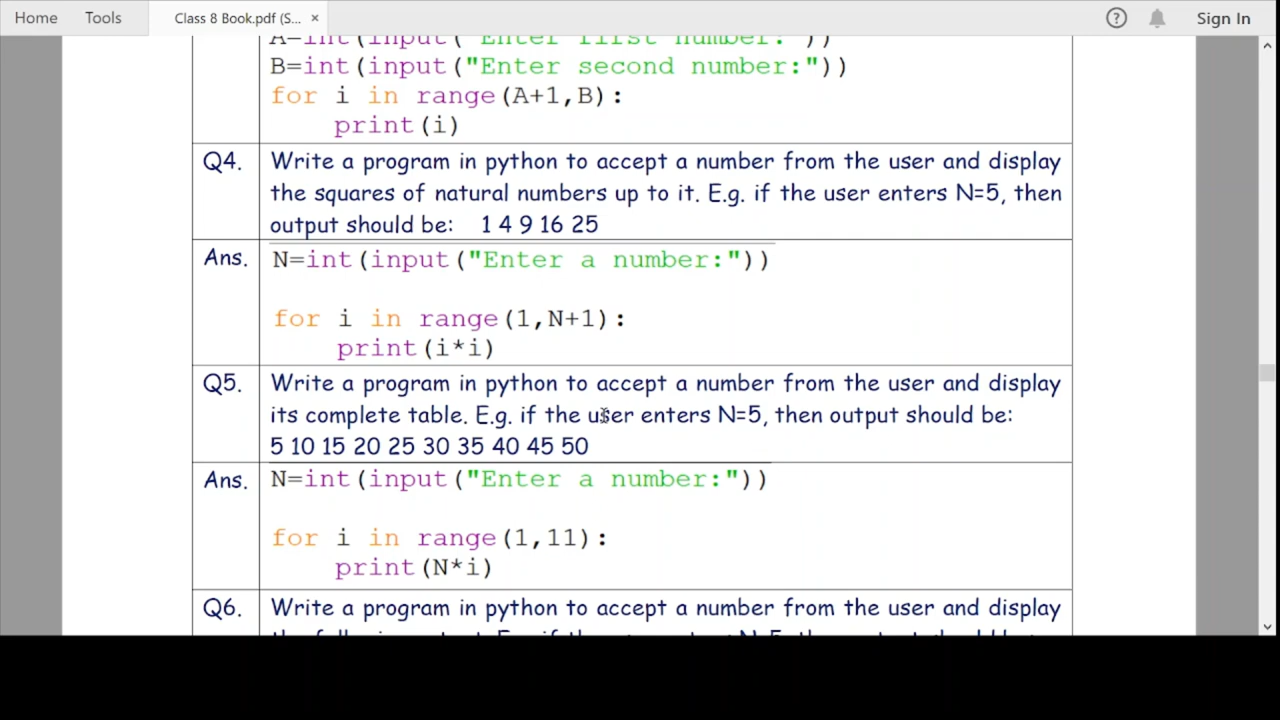 Home Tools Class 8 Book.pdf (S... × ? Sign In
A=int(input("Enter first number:"))
B=int(input("Enter second number:"))
for i in range(A+1,B):
print(i)
Q4. Write a program in python to accept a number from the user and display
the squares of natural numbers up to it. E.g. if the user enters N=5, then
output should be: 1 4 9 16 25
Ans. N=int(input("Enter a number:"))
for i in range(1,N+1):
print(i*i)
Q5. Write a program in python to accept a number from the user and display
its complete table. E.g. if the user enters N=5, then output should be:
5 10 15 20 25 30 35 40 45 50
Ans. N=int(input("Enter a number:"))
for i in range(1,11):
print(N*i)
Q6. Write a program in python to accept a number from the user and display